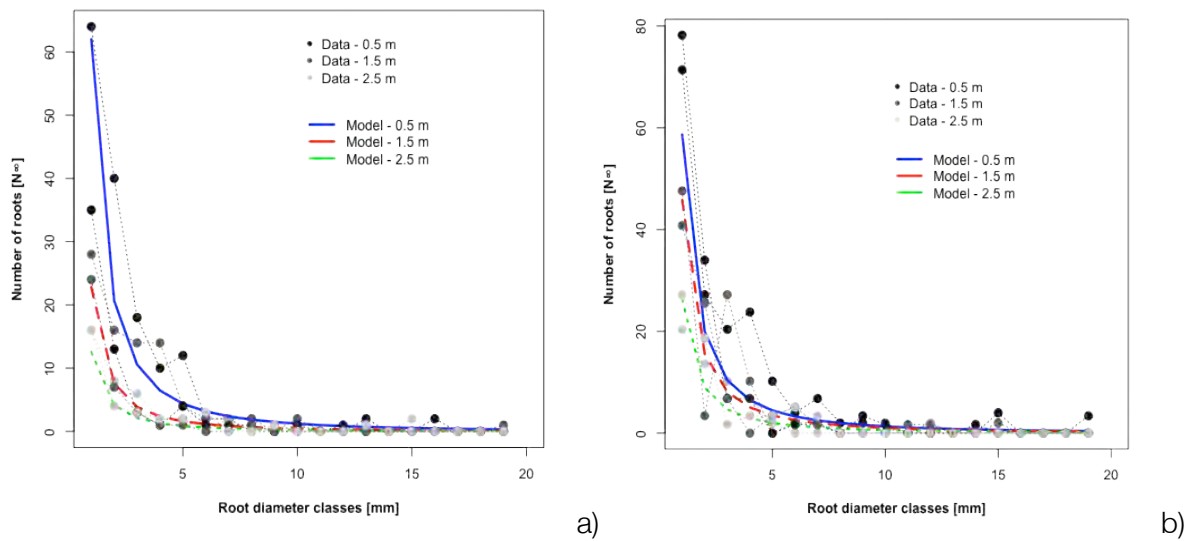 Number of roots [N∞]
60
50
40
30
20
10
0
Data - 0.5 m
Data - 1.5 m
Data - 2.5 m
Model - 0.5 m
Model - 1.5 m
Model - 2.5 m
5 10 15 20
Root diameter classes [mm]
a)
Number of roots [N∞]
80
60
40
20
0
Data - 0.5 m
Data - 1.5 m
Data - 2.5 m
Model - 0.5 m
Model - 1.5 m
Model - 2.5 m
5 10 15 20
Root diameter classes [mm]
b)